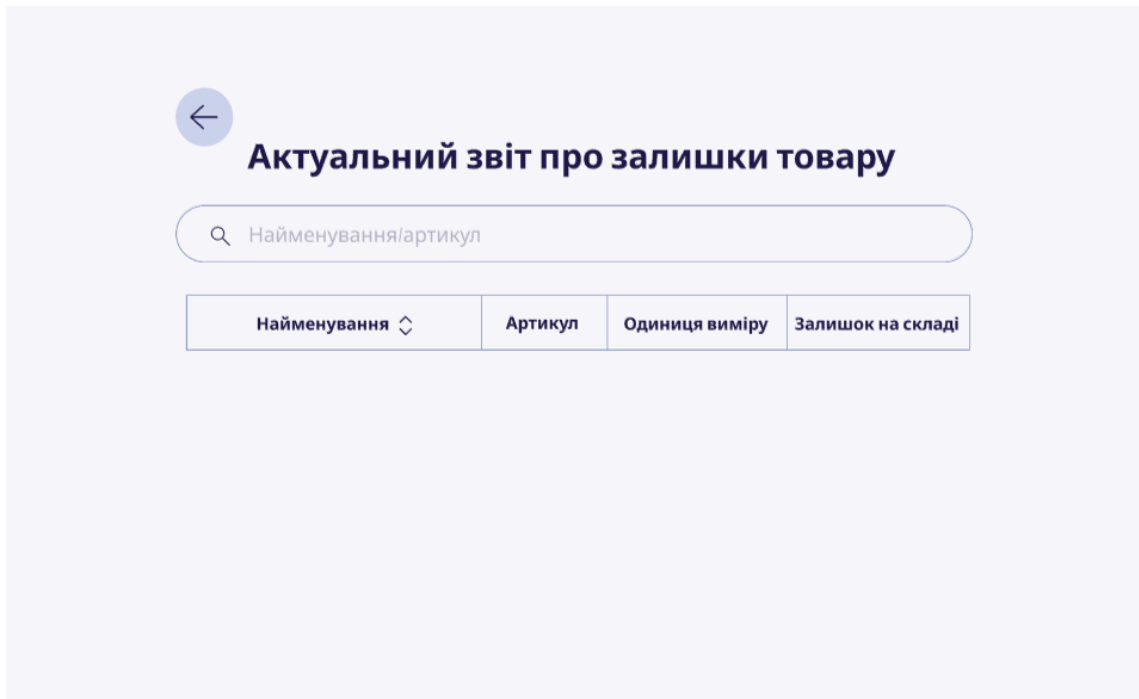 Актуальний звіт про залишки товару
Найменування/артикул
Найменування Артикул Одиниця виміру Залишок на складі